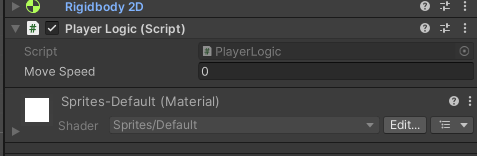 Rigidbody 2D
Player Logic (Script)
Script PlayerLogic
Move Speed 0
Sprites-Default (Material)
Shader Sprites/Default Edit...